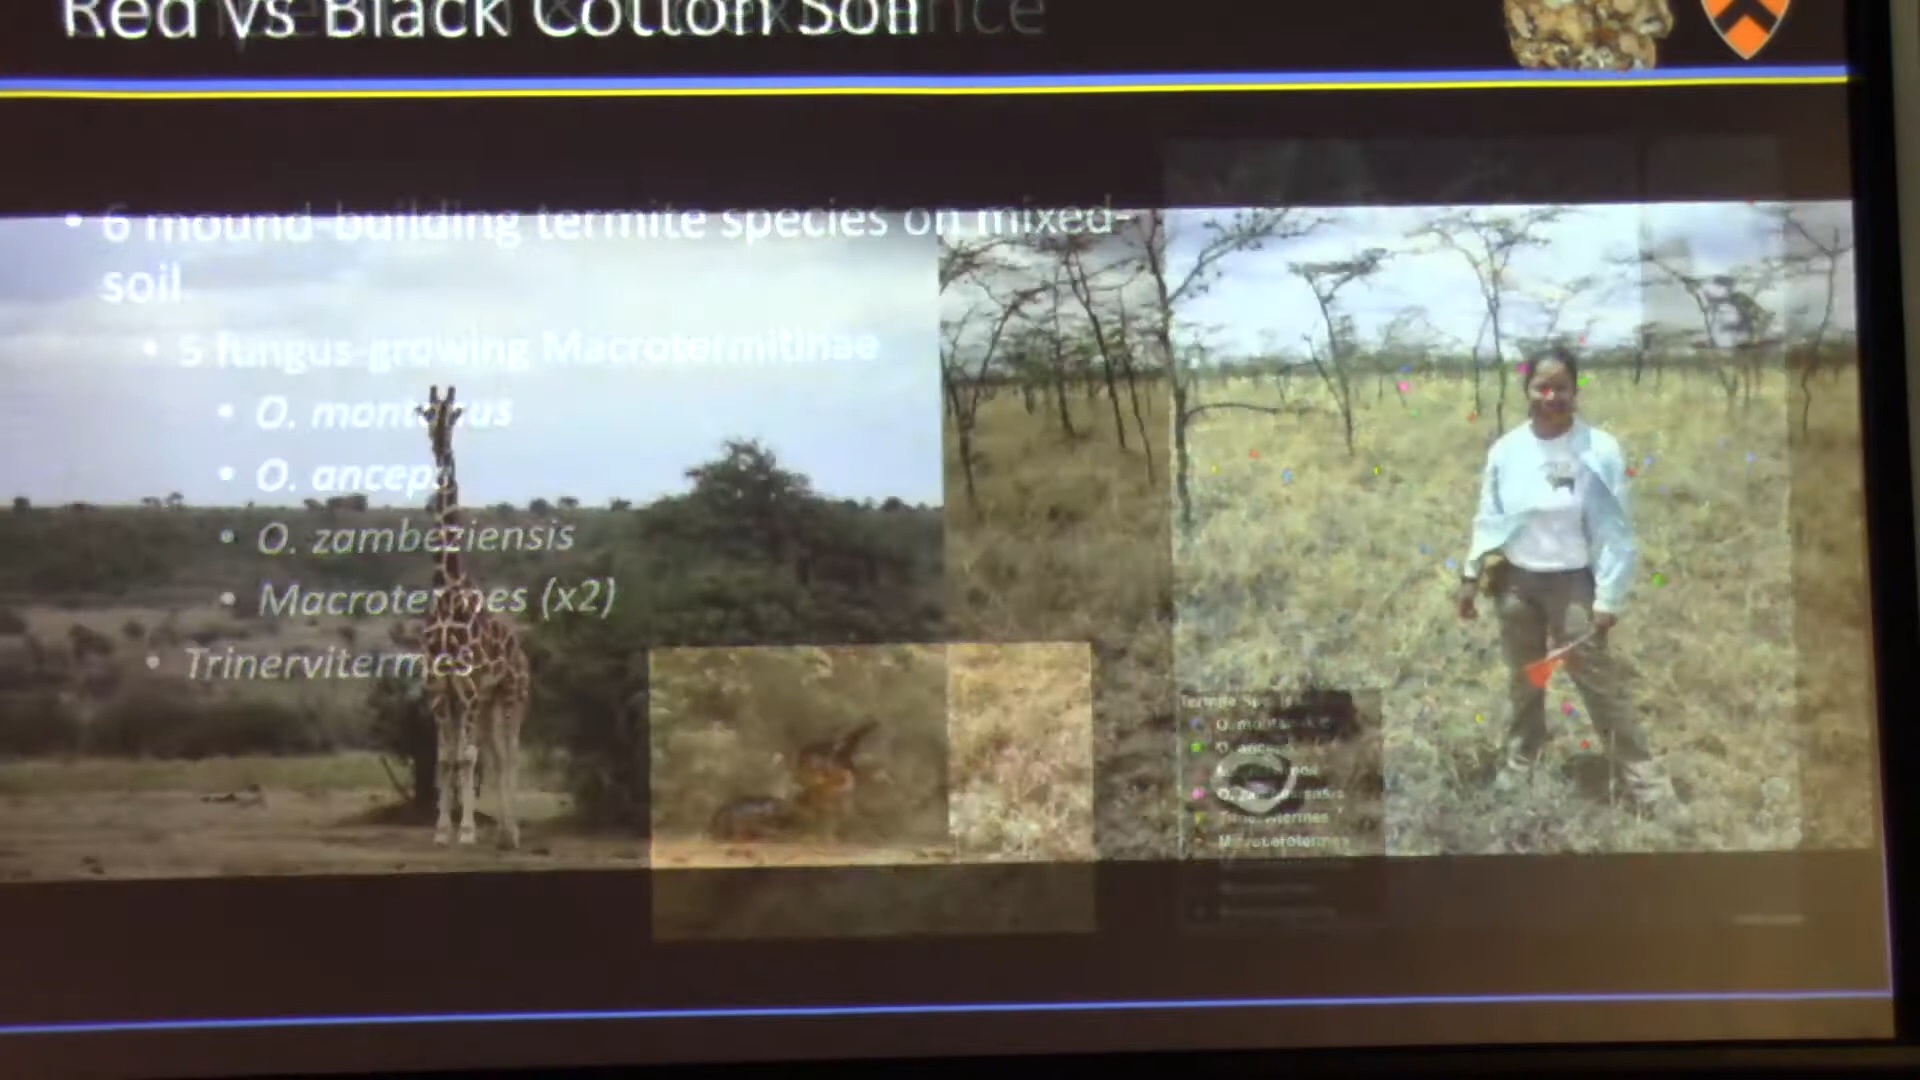 Red vs Black Cotton Soil
• 6 mound-building termite species on mixed-
soil
• 5 fungus-growing Macrotermitinae
• O. montanus
• O. anceps
• O. zambeziensis
• Macrotermes (x2)
• Trinervitermes